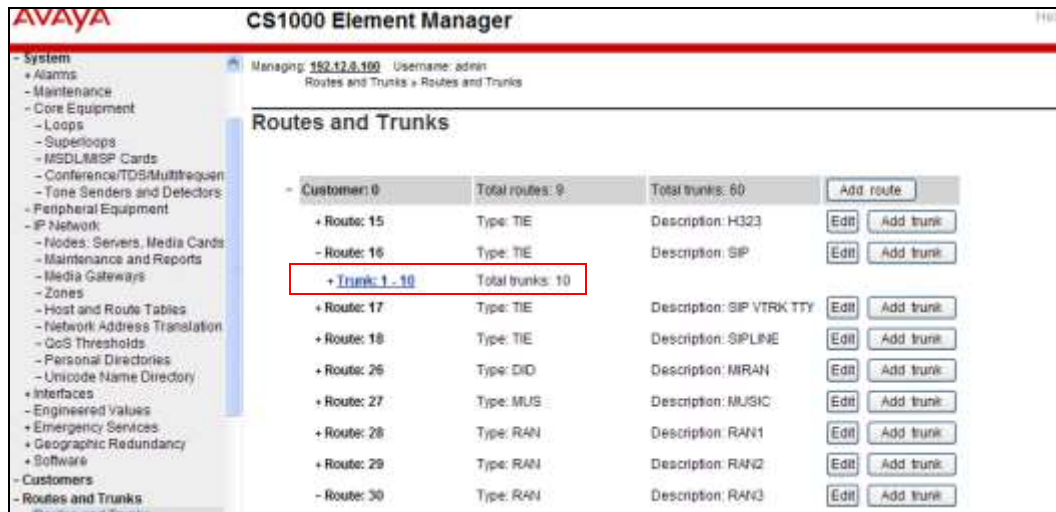 AVAYA
CS1000 Element Manager
- System
+ Alarms
- Maintenance
- Core Equipment
- Loops
- Superloops
- MSDL/MISP Cards
- Conference/TDS/Multifrequen
- Tone Senders and Detectors
- Peripheral Equipment
- IP Network
- Nodes: Servers, Media Cards
- Maintenance and Reports
- Media Gateways
- Zones
- Host and Route Tables
- Network Address Translation
- QoS Thresholds
- Personal Directories
- Unicode Name Directory
+ Interfaces
- Engineered Values
+ Emergency Services
+ Geographic Redundancy
+ Software
- Customers
- Routes and Trunks
Managing: 192.12.0.100 Username: admin
Routes and Trunks » Routes and Trunks
Routes and Trunks
- Customer: 0 Total routes: 9 Total trunks: 60 Add route
+ Route: 15 Type: TIE Description: H323 Edit Add trunk
- Route: 16 Type: TIE Description: SIP Edit Add trunk
+ Trunk: 1 - 10 Total trunks: 10
+ Route: 17 Type: TIE Description: SIP VTRK TTY Edit Add trunk
+ Route: 18 Type: TIE Description: SIPLINE Edit Add trunk
+ Route: 26 Type: DID Description: MIRAN Edit Add trunk
+ Route: 27 Type: MUS Description: MUSIC Edit Add trunk
+ Route: 28 Type: RAN Description: RAN1 Edit Add trunk
+ Route: 29 Type: RAN Description: RAN2 Edit Add trunk
- Route: 30 Type: RAN Description: RAN3 Edit Add trunk